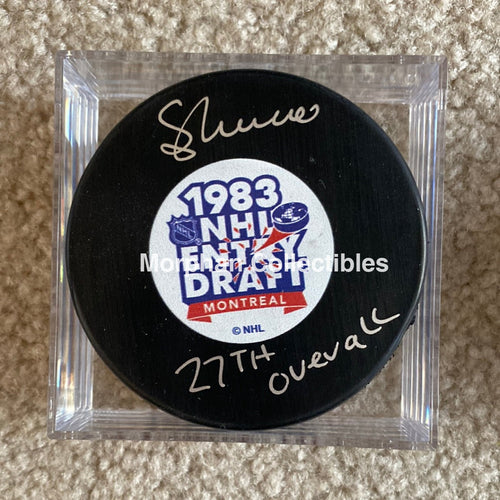 1983
NHL
ENTRY
DRAFT
Morphan Collectibles
MONTREAL
© NHL
27TH overall